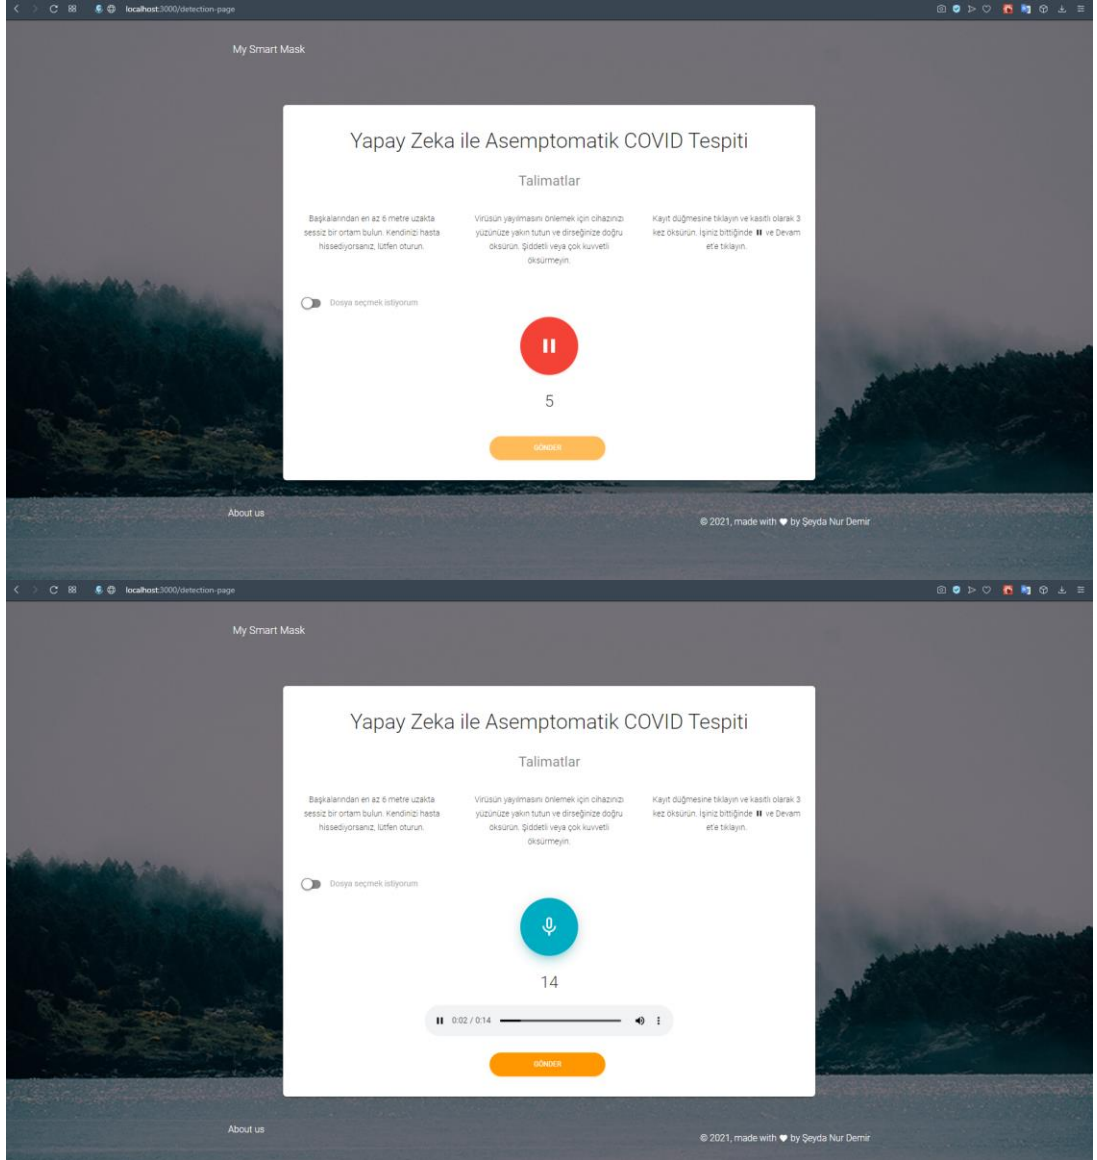 localhost:3000/detection-page
My Smart Mask
Yapay Zeka ile Asemptomatik COVID Tespiti
Talimatlar
Başkalarından en az 6 metre uzakta
sessiz bir ortam bulun. Kendinizi hasta
hissediyorsanız, lütfen oturun.
Virüsün yayılmasını önlemek için cihazınızı
yüzünüze yakın tutun ve dirseğinize doğru
öksürün. Şiddetli veya çok kuvvetli
öksürmeyin.
Kayıt düğmesine tıklayın ve kasıtlı olarak 3
kez öksürün. İşiniz bittiğinde ve Devam
et'e tıklayın.
Dosya seçmek istiyorum
5
GÖNDER
About us
© 2021, made with by Şeyda Nur Demir
localhost:3000/detection-page
My Smart Mask
Yapay Zeka ile Asemptomatik COVID Tespiti
Talimatlar
Başkalarından en az 6 metre uzakta
sessiz bir ortam bulun. Kendinizi hasta
hissediyorsanız, lütfen oturun.
Virüsün yayılmasını önlemek için cihazınızı
yüzünüze yakın tutun ve dirseğinize doğru
öksürün. Şiddetli veya çok kuvvetli
öksürmeyin.
Kayıt düğmesine tıklayın ve kasıtlı olarak 3
kez öksürün. İşiniz bittiğinde ve Devam
et'e tıklayın.
Dosya seçmek istiyorum
14
0:02 / 0:14
GÖNDER
About us
© 2021, made with by Şeyda Nur Demir